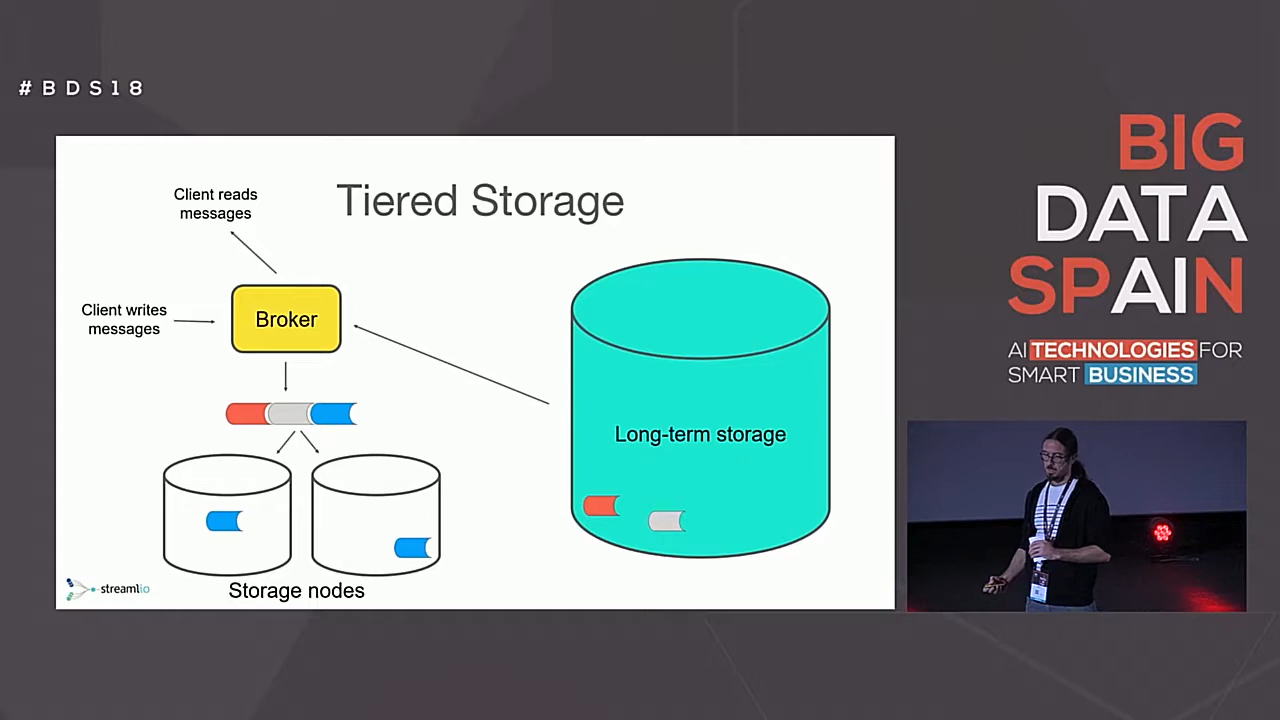 #BDS18
Tiered Storage
Client reads
messages
Client writes
messages
Broker
Long-term storage
Storage nodes
streamlio
BIG
DATA
SPAIN
AI TECHNOLOGIES FOR
SMART BUSINESS